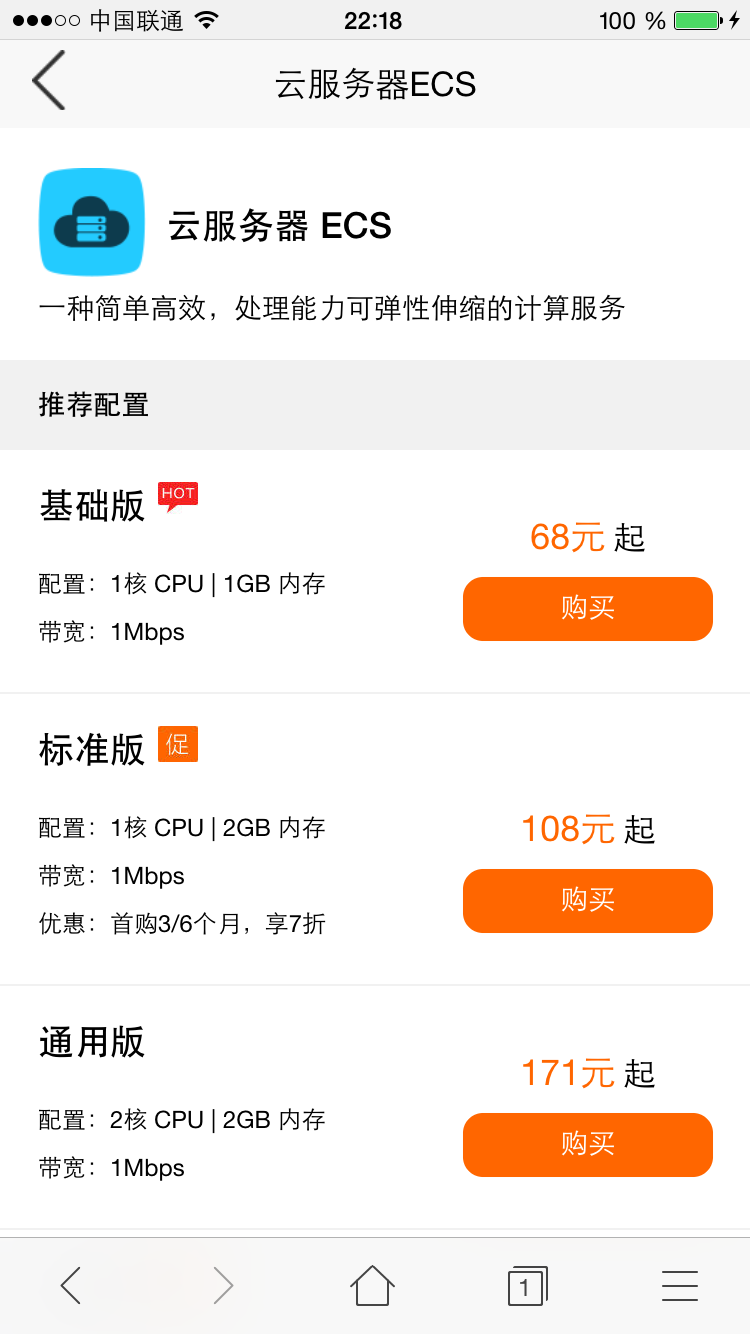 中国联通 22:18 100 %
云服务器ECS
云服务器 ECS
一种简单高效，处理能力可弹性伸缩的计算服务
推荐配置
基础版 HOT
68元 起
配置：1核 CPU | 1GB 内存
购买
带宽：1Mbps
标准版 促
配置：1核 CPU | 2GB 内存
108元 起
带宽：1Mbps
购买
优惠：首购3/6个月，享7折
通用版
171元 起
配置：2核 CPU | 2GB 内存
购买
带宽：1Mbps
1